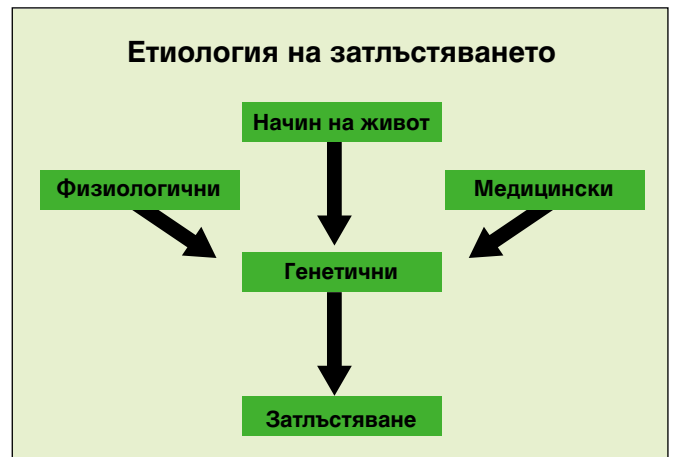 Етиология на затлъстяването
Начин на живот
Физиологични
Медицински
Генетични
Затлъстяване